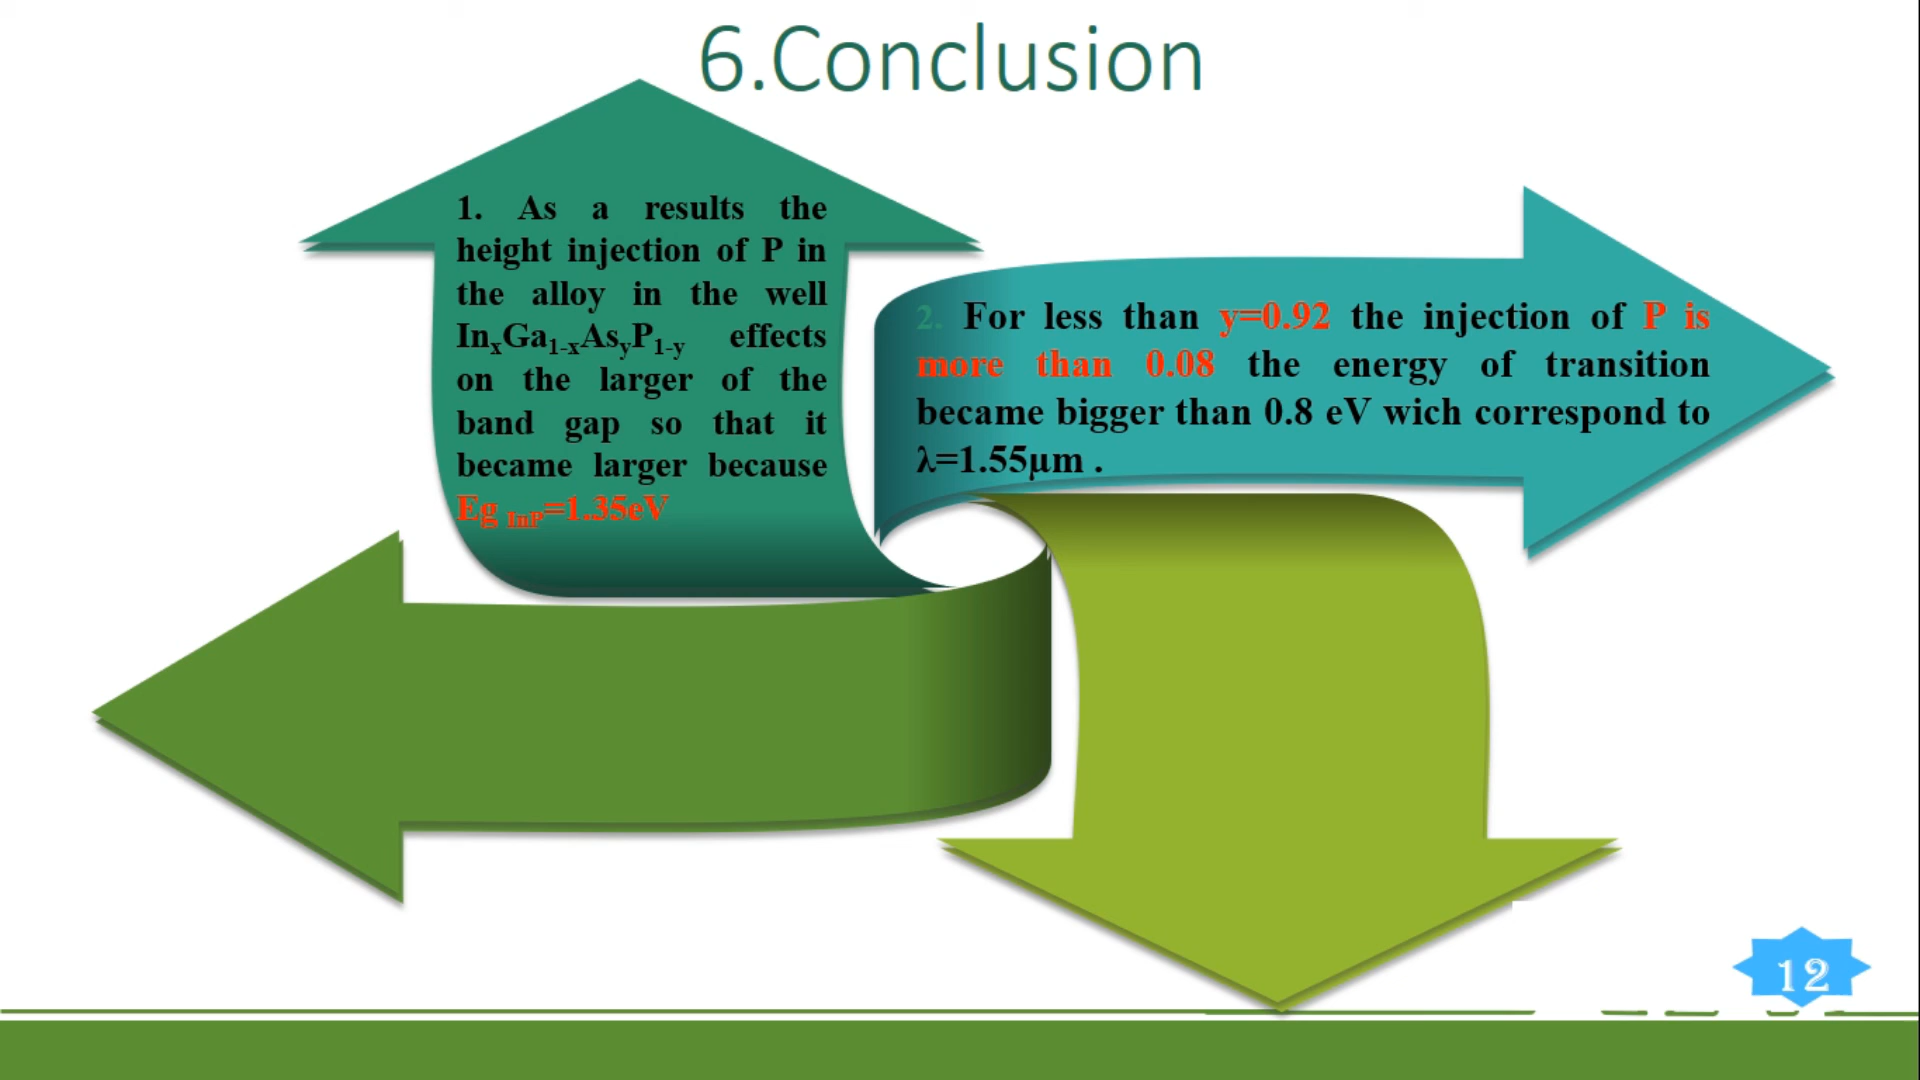 6.Conclusion
1. As a results the
height injection of P in
the alloy in the well
InₓGa₁₋ₓAsᵧP₁₋ᵧ effects
on the larger of the
band gap so that it
became larger because
Eg InP=1.35eV
2. For less than y=0.92 the injection of P is
more than 0.08 the energy of transition
became bigger than 0.8 eV wich correspond to
λ=1.55μm .
12